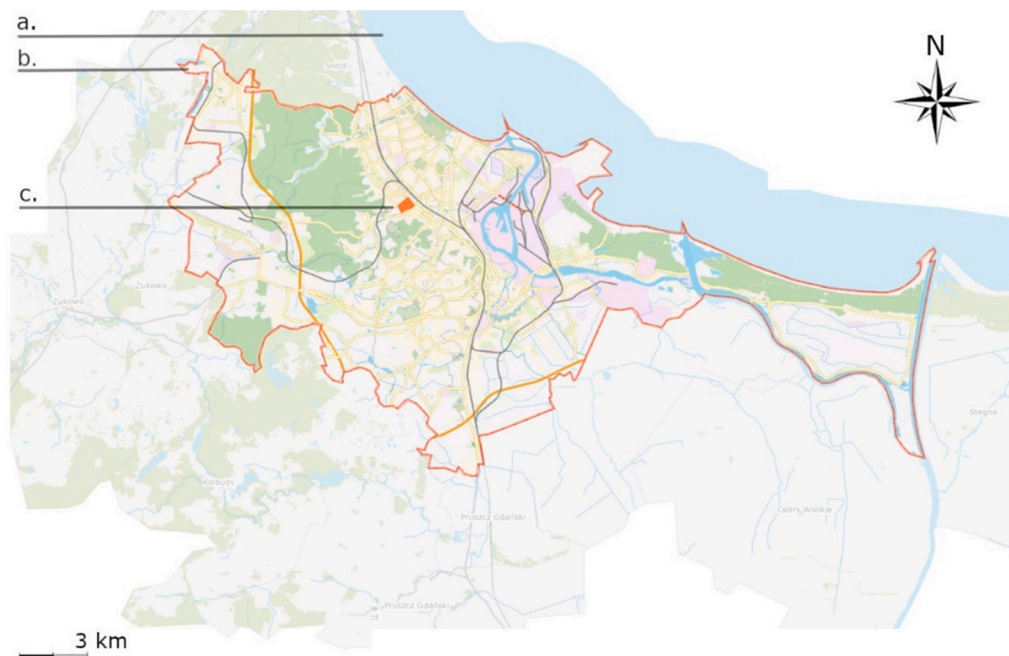 a.
b.
Sopot
N
c.
Żukowo
Żukowo
Stegna
Kolbudy
Cedry Wielkie
Pruszcz Gdański
Pruszcz Gdański
3 km